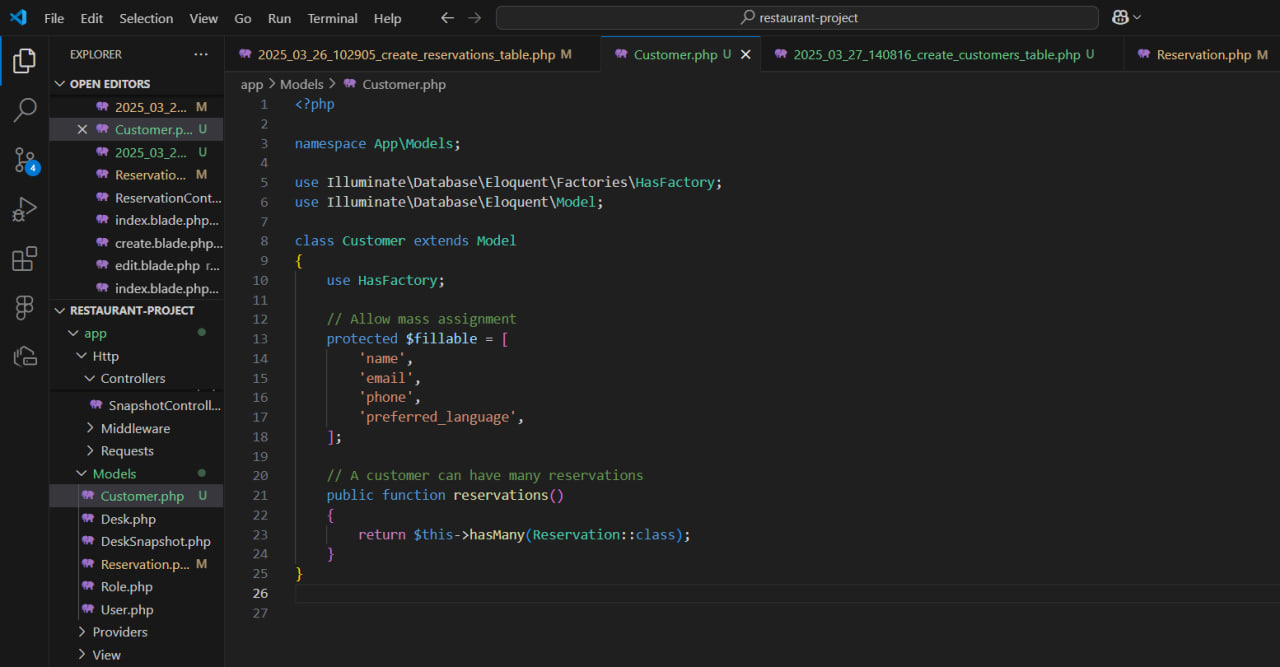 File Edit Selection View Go Run Terminal Help
restaurant-project
EXPLORER
OPEN EDITORS
2025_03_2... M
Customer.p... U
2025_03_2... U
Reservatio... M
ReservationCont...
index.blade.php...
create.blade.php...
edit.blade.php r...
index.blade.php...
4
RESTAURANT-PROJECT
app
Http
Controllers
SnapshotControll...
Middleware
Requests
Models
Customer.php U
Desk.php
DeskSnapshot.php
Reservation.p... M
Role.php
User.php
Providers
View
2025_03_26_102905_create_reservations_table.php M
Customer.php U
2025_03_27_140816_create_customers_table.php U
Reservation.php M
app > Models > Customer.php
1 <?php
2
3 namespace App\Models;
4
5 use Illuminate\Database\Eloquent\Factories\HasFactory;
6 use Illuminate\Database\Eloquent\Model;
7
8 class Customer extends Model
9 {
10 use HasFactory;
11
12 // Allow mass assignment
13 protected $fillable = [
14 'name',
15 'email',
16 'phone',
17 'preferred_language',
18 ];
19
20 // A customer can have many reservations
21 public function reservations()
22 {
23 return $this->hasMany(Reservation::class);
24 }
25 }
26
27